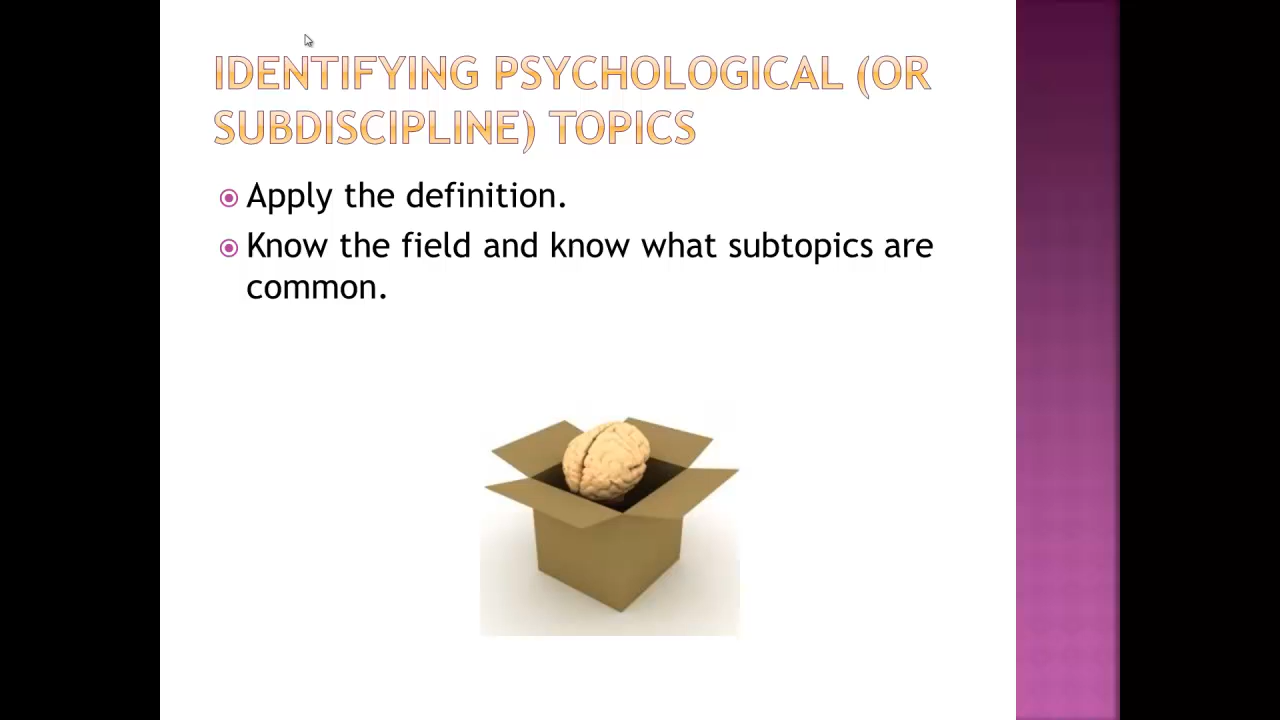 IDENTIFYING PSYCHOLOGICAL (OR
SUBDISCIPLINE) TOPICS
Apply the definition.
Know the field and know what subtopics are
common.